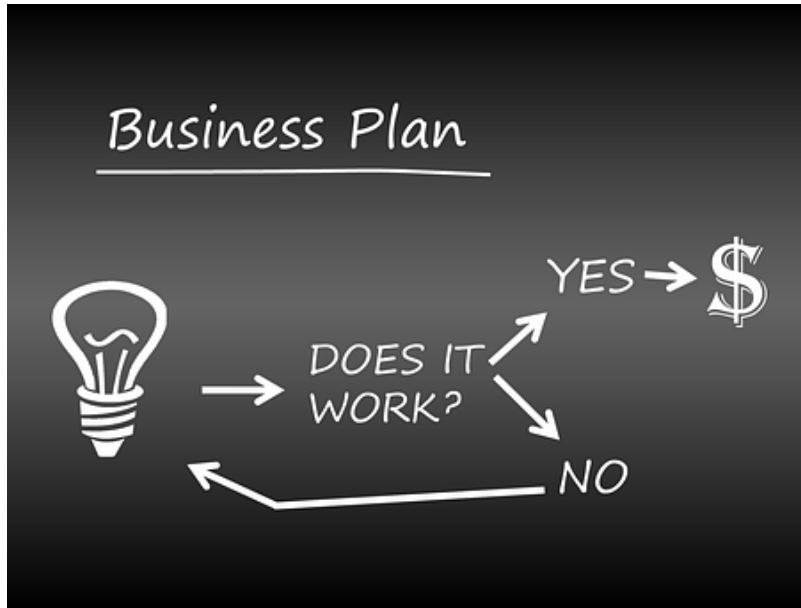 Business Plan
YES
$
DOES IT
WORK?
NO